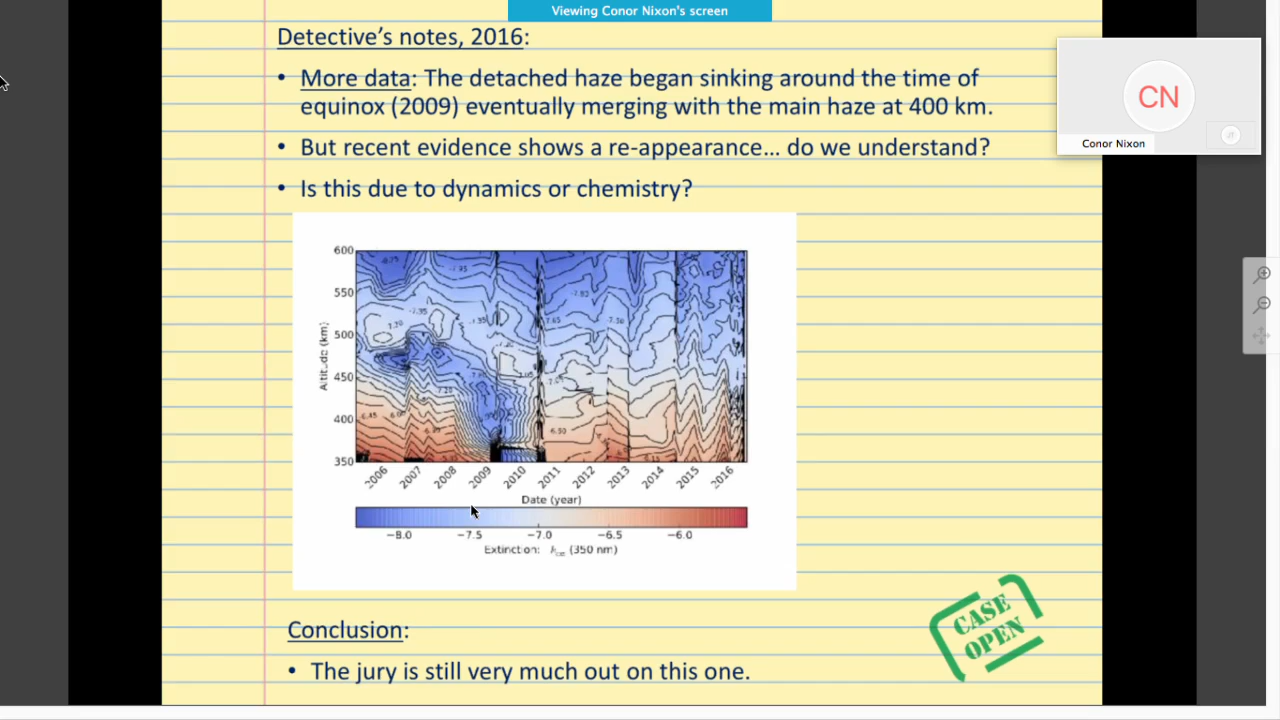 Viewing Conor Nixon's screen
Detective's notes, 2016:
• More data: The detached haze began sinking around the time of
equinox (2009) eventually merging with the main haze at 400 km.
• But recent evidence shows a re-appearance... do we understand?
• Is this due to dynamics or chemistry?
CN
Conor Nixon
600
550
500
450
400
350
Altitude (km)
2006 2007 2008 2009 2010 2011 2012 2013 2014 2015 2016
Date (year)
−8.0 −7.5 −7.0 −6.5 −6.0
Extinction: (350 nm)
CASE
OPEN
Conclusion:
• The jury is still very much out on this one.